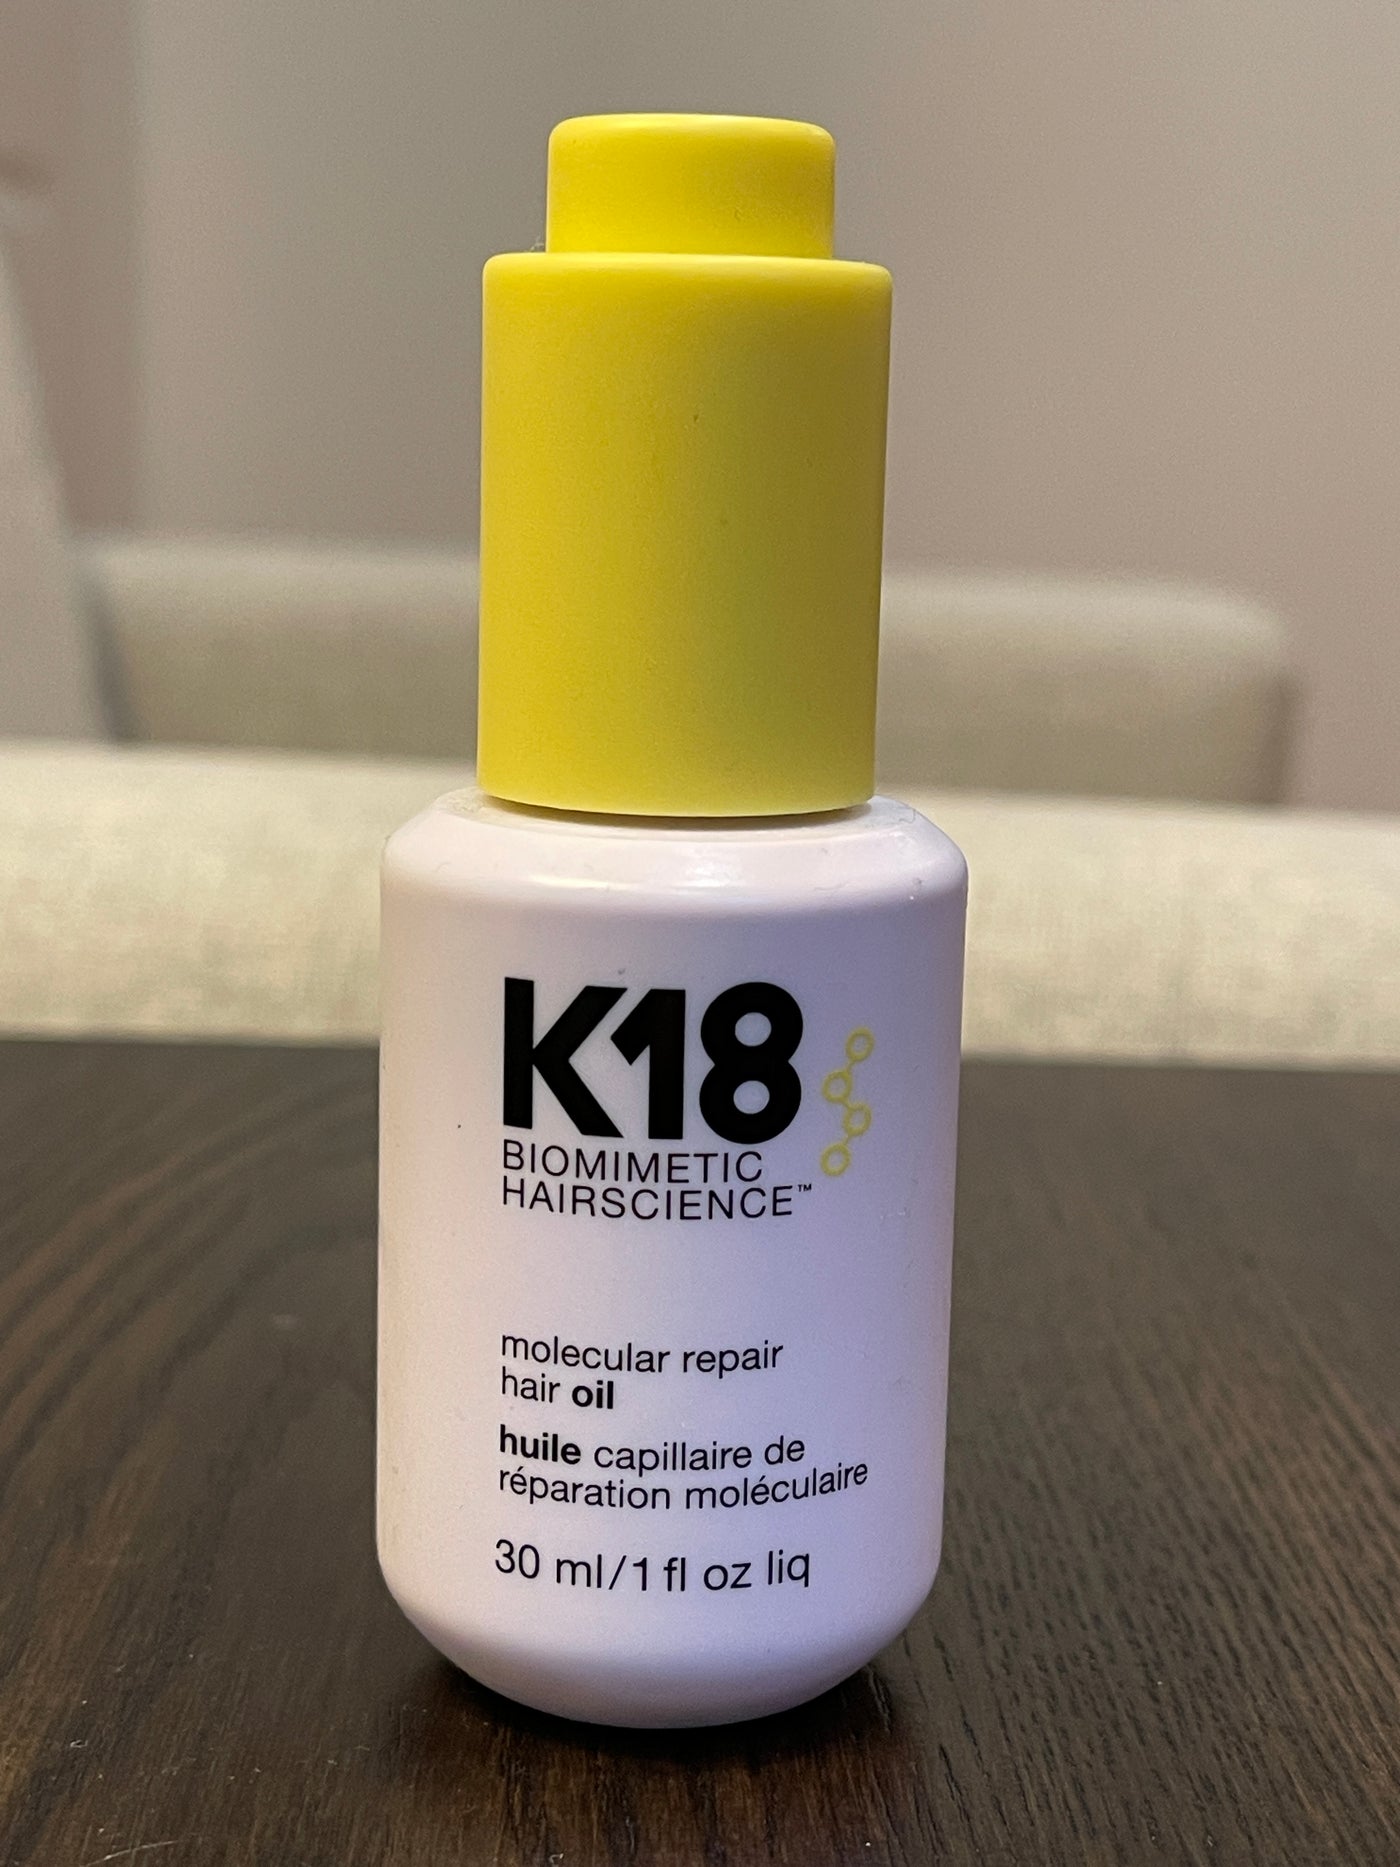 K18
BIOMIMETIC
HAIRSCIENCE™
molecular repair
hair oil
huile capillaire de
réparation moléculaire
30 ml/1 fl oz liq